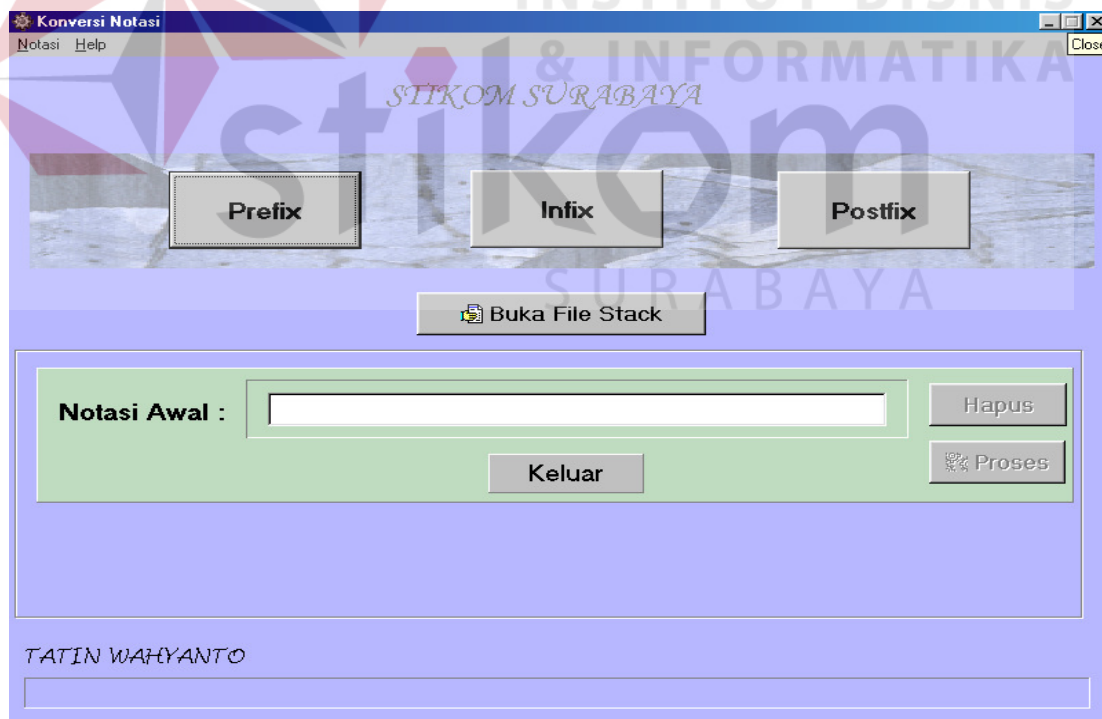 INSTITUT BISNIS
Konversi Notasi
Notasi Help
Close
& INFORMATIKA
STIKOM SURABAYA
stikom
Prefix Infix Postfix
SURABAYA
Buka File Stack
Notasi Awal :
Hapus
Keluar
Proses
TATIN WAHYANTO